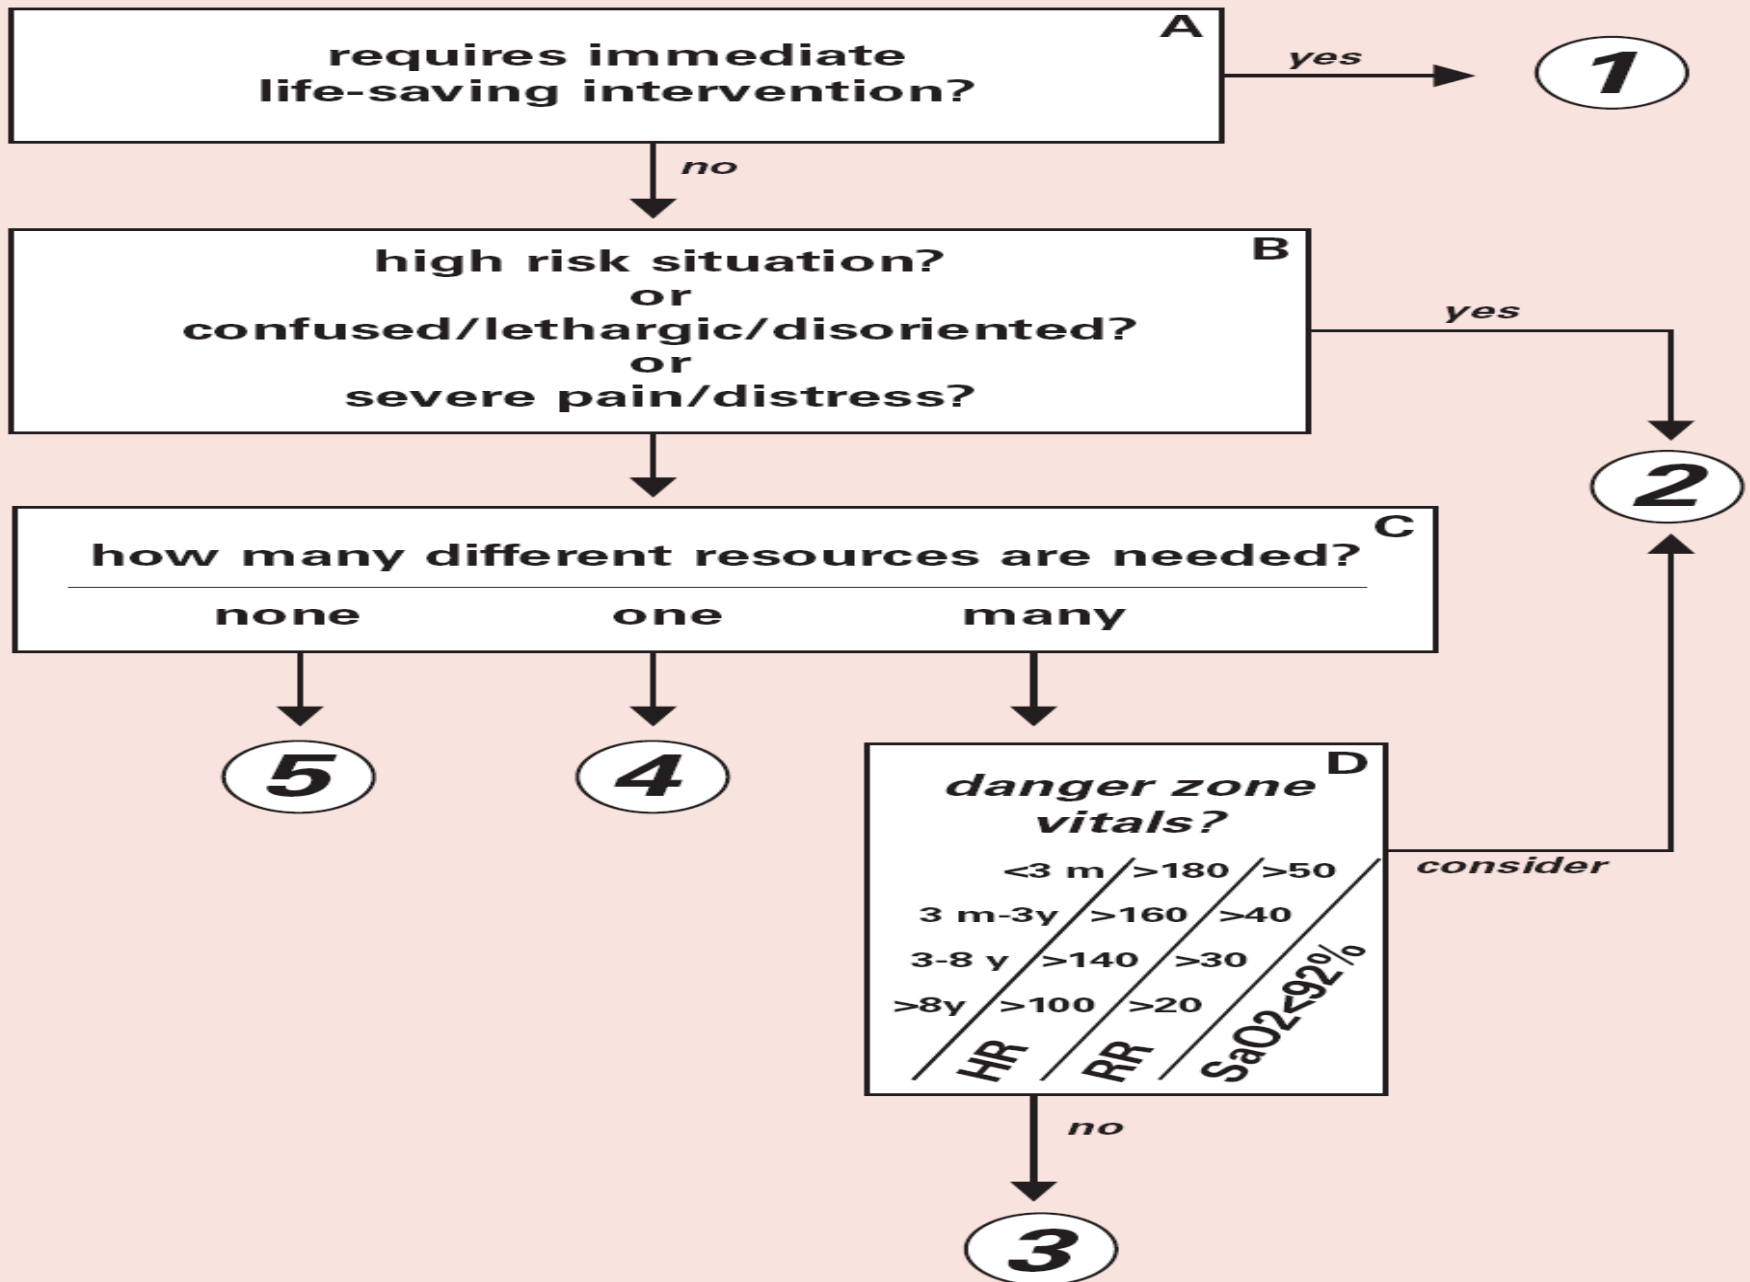 A
requires immediate
life-saving intervention?
yes
1
no
B
high risk situation?
or
confused/lethargic/disoriented?
or
severe pain/distress?
yes
2
C
how many different resources are needed?
none one many
5
4
D
danger zone
vitals?
<3 m >180 >50
3 m-3y >160 >40
3-8 y >140 >30
>8y >100 >20
HR RR SaO2<92%
consider
no
3